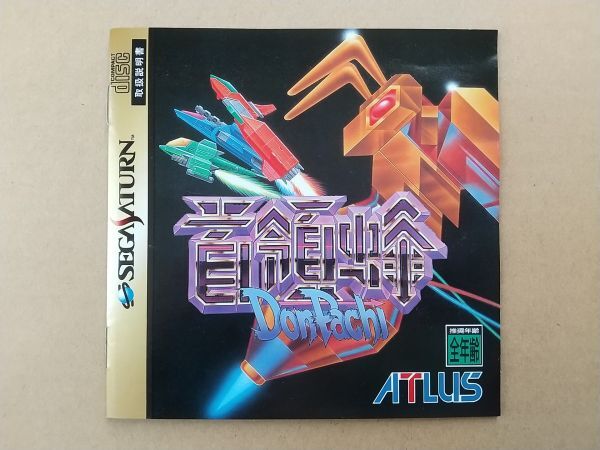 COMPACT
disc
取扱説明書
SEGA SATURN™
首領蜂
DonPachi
推奨年齢
全年齢
ATLUS